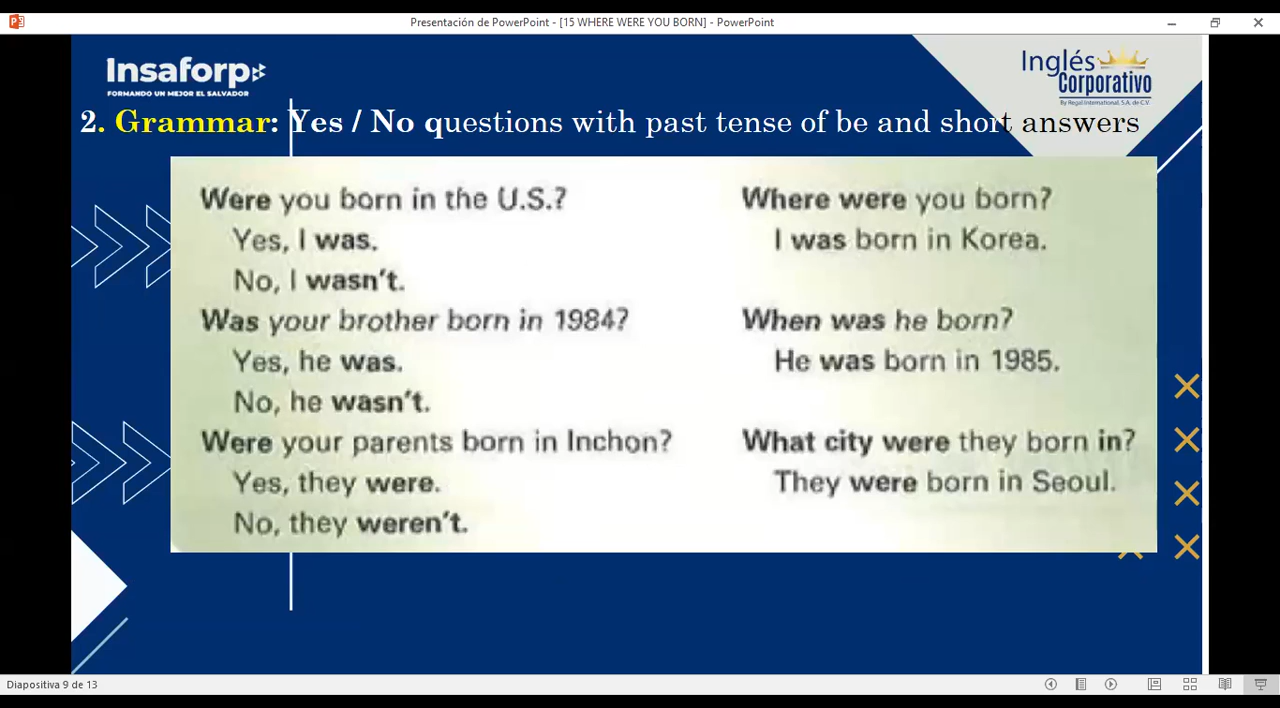 Presentación de PowerPoint - [15 WHERE WERE YOU BORN] - PowerPoint
Insaforp
FORMANDO UN MEJOR EL SALVADOR
Inglés
Corporativo
By Regal International, S.A. de C.V.
2. Grammar: Yes / No questions with past tense of be and short answers
Were you born in the U.S.?
Yes, I was.
No, I wasn't.
Was your brother born in 1984?
Yes, he was.
No, he wasn't.
Were your parents born in Inchon?
Yes, they were.
No, they weren't.
Where were you born?
I was born in Korea.
When was he born?
He was born in 1985.
What city were they born in?
They were born in Seoul.
Diapositiva 9 de 13